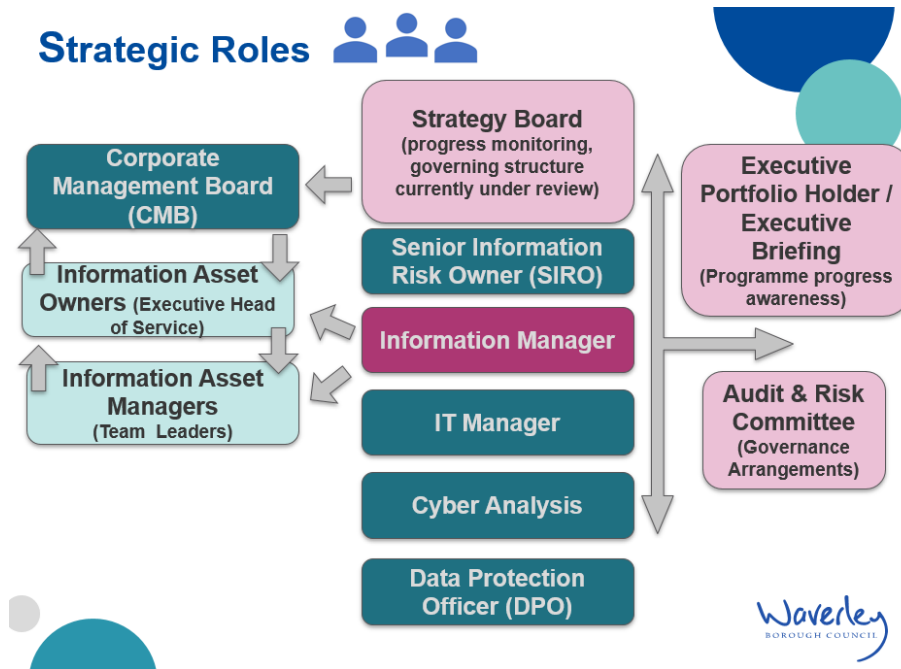 Strategic Roles
Strategy Board
(progress monitoring,
governing structure
currently under review)
Corporate
Management Board
(CMB)
Executive
Portfolio Holder /
Executive
Briefing
(Programme progress
awareness)
Senior Information
Risk Owner (SIRO)
Information Asset
Owners (Executive Head
of Service)
Information Manager
Information Asset
Managers
(Team Leaders)
IT Manager
Audit & Risk
Committee
(Governance
Arrangements)
Cyber Analysis
Data Protection
Officer (DPO)
Waverley
BOROUGH COUNCIL